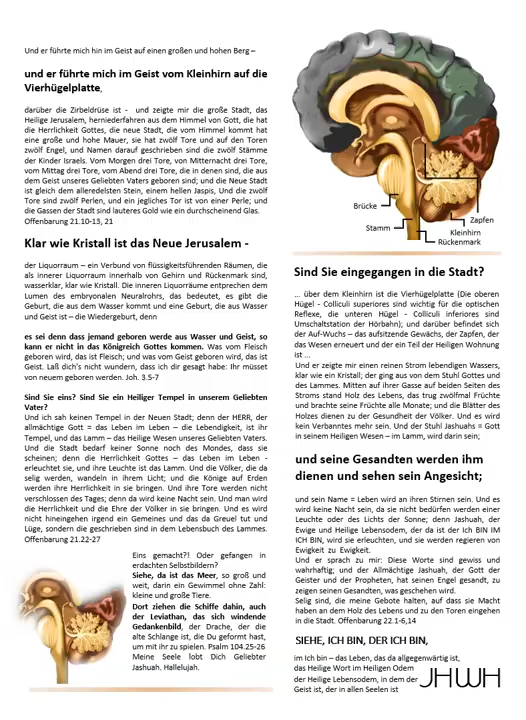 Und er führte mich hin im Geist auf einen großen und hohen Berg –
und er führte mich im Geist vom Kleinhirn auf die
Vierhügelplatte,
darüber die Zirbeldrüse ist - und zeigte mir die große Stadt, das
Heilige Jerusalem, herniederfahren aus dem Himmel von Gott, die hat
die Herrlichkeit Gottes, die neue Stadt, die vom Himmel kommt hat
eine große und hohe Mauer, sie hat zwölf Tore und auf den Toren
zwölf Engel, und Namen darauf geschrieben sind die zwölf Stämme
der Kinder Israels. Vom Morgen drei Tore, von Mitternacht drei Tore,
vom Mittag drei Tore, vom Abend drei Tore, die in denen sind, die aus
dem Geist unseres Geliebten Vaters geboren sind; und die Neue Stadt
ist gleich dem alleredelsten Stein, einem hellen Jaspis, Und die zwölf
Tore sind zwölf Perlen, und ein jegliches Tor ist von einer Perle; und
die Gassen der Stadt sind lauteres Gold wie ein durchscheinend Glas.
Offenbarung 21.10-13, 21
Klar wie Kristall ist das Neue Jerusalem -
der Liquorraum – ein Verbund von flüssigkeitsführenden Räumen, die
als innerer Liquorraum innerhalb von Gehirn und Rückenmark sind,
wasserklar, klar wie Kristall. Die inneren Liquorräume entprechen dem
Lumen des embryonalen Neuralrohrs, das bedeutet, es gibt die
Geburt, die aus dem Wasser kommt und eine Geburt, die aus Wasser
und Geist ist – die Wiedergeburt, denn
es sei denn dass jemand geboren werde aus Wasser und Geist, so
kann er nicht in das Königreich Gottes kommen. Was vom Fleisch
geboren wird, das ist Fleisch; und was vom Geist geboren wird, das ist
Geist. Laß dich's nicht wundern, dass ich dir gesagt habe: Ihr müsset
von neuem geboren werden. Joh. 3.5-7
Sind Sie eins? Sind Sie ein Heiliger Tempel in unserem Geliebten
Vater?
Und ich sah keinen Tempel in der Neuen Stadt; denn der HERR, der
allmächtige Gott = das Leben im Leben – die Lebendigkeit, ist ihr
Tempel, und das Lamm – das Heilige Wesen unseres Geliebten Vaters.
Und die Stadt bedarf keiner Sonne noch des Mondes, dass sie
scheinen; denn die Herrlichkeit Gottes – das Leben im Leben -
erleuchtet sie, und ihre Leuchte ist das Lamm. Und die Völker, die da
selig werden, wandeln in ihrem Licht; und die Könige auf Erden
werden ihre Herrlichkeit in sie bringen. Und ihre Tore werden nicht
verschlossen des Tages; denn da wird keine Nacht sein. Und man wird
die Herrlichkeit und die Ehre der Völker in sie bringen. Und es wird
nicht hineingehen irgend ein Gemeines und das da Greuel tut und
Lüge, sondern die geschrieben sind in dem Lebensbuch des Lammes.
Offenbarung 21.22-27
Eins gemacht?! Oder gefangen in
erdachten Selbstbildern?
Siehe, da ist das Meer, so groß und
weit, darin ein Gewimmel ohne Zahl:
kleine und große Tiere.
Dort ziehen die Schiffe dahin, auch
der Leviathan, das sich windende
Gedankenbild, der Drache, der die
alte Schlange ist, die Du geformt hast,
um mit ihr zu spielen. Psalm 104.25-26
Meine Seele lobt Dich Geliebter
Jashuah. Hallelujah.
Brücke
Stamm
Zapfen
Kleinhirn
Rückenmark
Sind Sie eingegangen in die Stadt?
... über dem Kleinhirn ist die Vierhügelplatte (Die oberen
Hügel - Colliculi superiores sind wichtig für die optischen
Reflexe, die unteren Hügel - Colliculi inferiores sind
Umschaltstation der Hörbahn); und darüber befindet sich
der Auf-Wuchs – das aufsitzende Gewächs, der Zapfen, der
das Wesen erneuert und der ein Teil der Heiligen Wohnung
ist ...
Und er zeigte mir einen reinen Strom lebendigen Wassers,
klar wie ein Kristall; der ging aus von dem Stuhl Gottes und
des Lammes. Mitten auf ihrer Gasse auf beiden Seiten des
Stroms stand Holz des Lebens, das trug zwölfmal Früchte
und brachte seine Früchte alle Monate; und die Blätter des
Holzes dienen zu der Gesundheit der Völker. Und es wird
kein Verbanntes mehr sein. Und der Stuhl Jashuahs = Gott
in seinem Heiligen Wesen – im Lamm, wird darin sein;
und seine Gesandten werden ihm
dienen und sehen sein Angesicht;
und sein Name = Leben wird an ihren Stirnen sein. Und es
wird keine Nacht sein, da sie nicht bedürfen werden einer
Leuchte oder des Lichts der Sonne; denn Jashuah, der
Ewige und Heilige Lebensodem, der da ist der Ich bin IM
ICH BIN, wird sie erleuchten, und sie werden regieren von
Ewigkeit zu Ewigkeit.
Und er sprach zu mir: Diese Worte sind gewiss und
wahrhaftig; und der Allmächtige Jashuah, der Gott der
Geister und der Propheten, hat seinen Engel gesandt, zu
zeigen seinen Gesandten, was geschehen wird.
Selig sind, die meine Gebote halten, auf dass sie Macht
haben an dem Holz des Lebens und zu den Toren eingehen
in die Stadt. Offenbarung 22.1-6,14
SIEHE, ICH BIN, DER ICH BIN,
im Ich bin – das Leben, das da allgegenwärtig ist,
das Heilige Wort im Heiligen Odem
der Heilige Lebensodem, in dem der
Geist ist, der in allen Seelen ist
JHWH